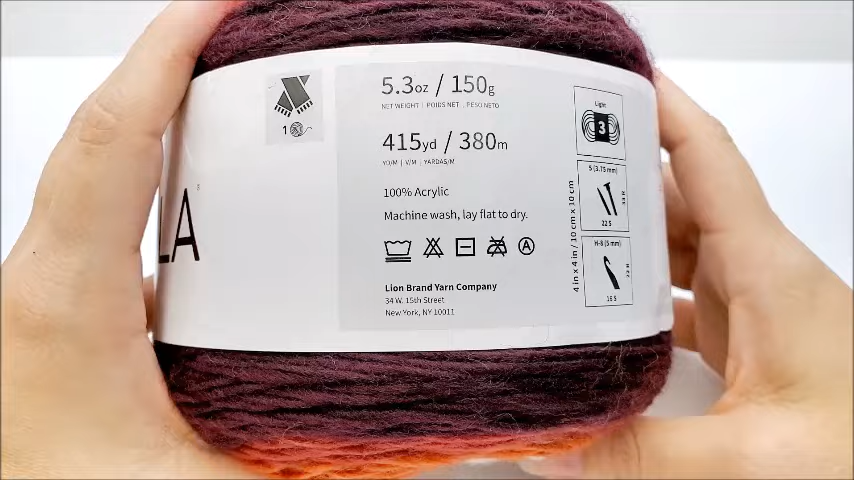 LA
1
5.3oz / 150g
NET WEIGHT | POIDS NET | PESO NETO
415yd / 380m
YD/M | V/M | YARDAS/M
100% Acrylic
Machine wash, lay flat to dry.
A
Lion Brand Yarn Company
34 W. 15th Street
New York, NY 10011
4 in x 4 in / 10 cm x 10 cm
Light
3
5 (3.75 mm)
22 S
H-8 (5 mm)
16 S